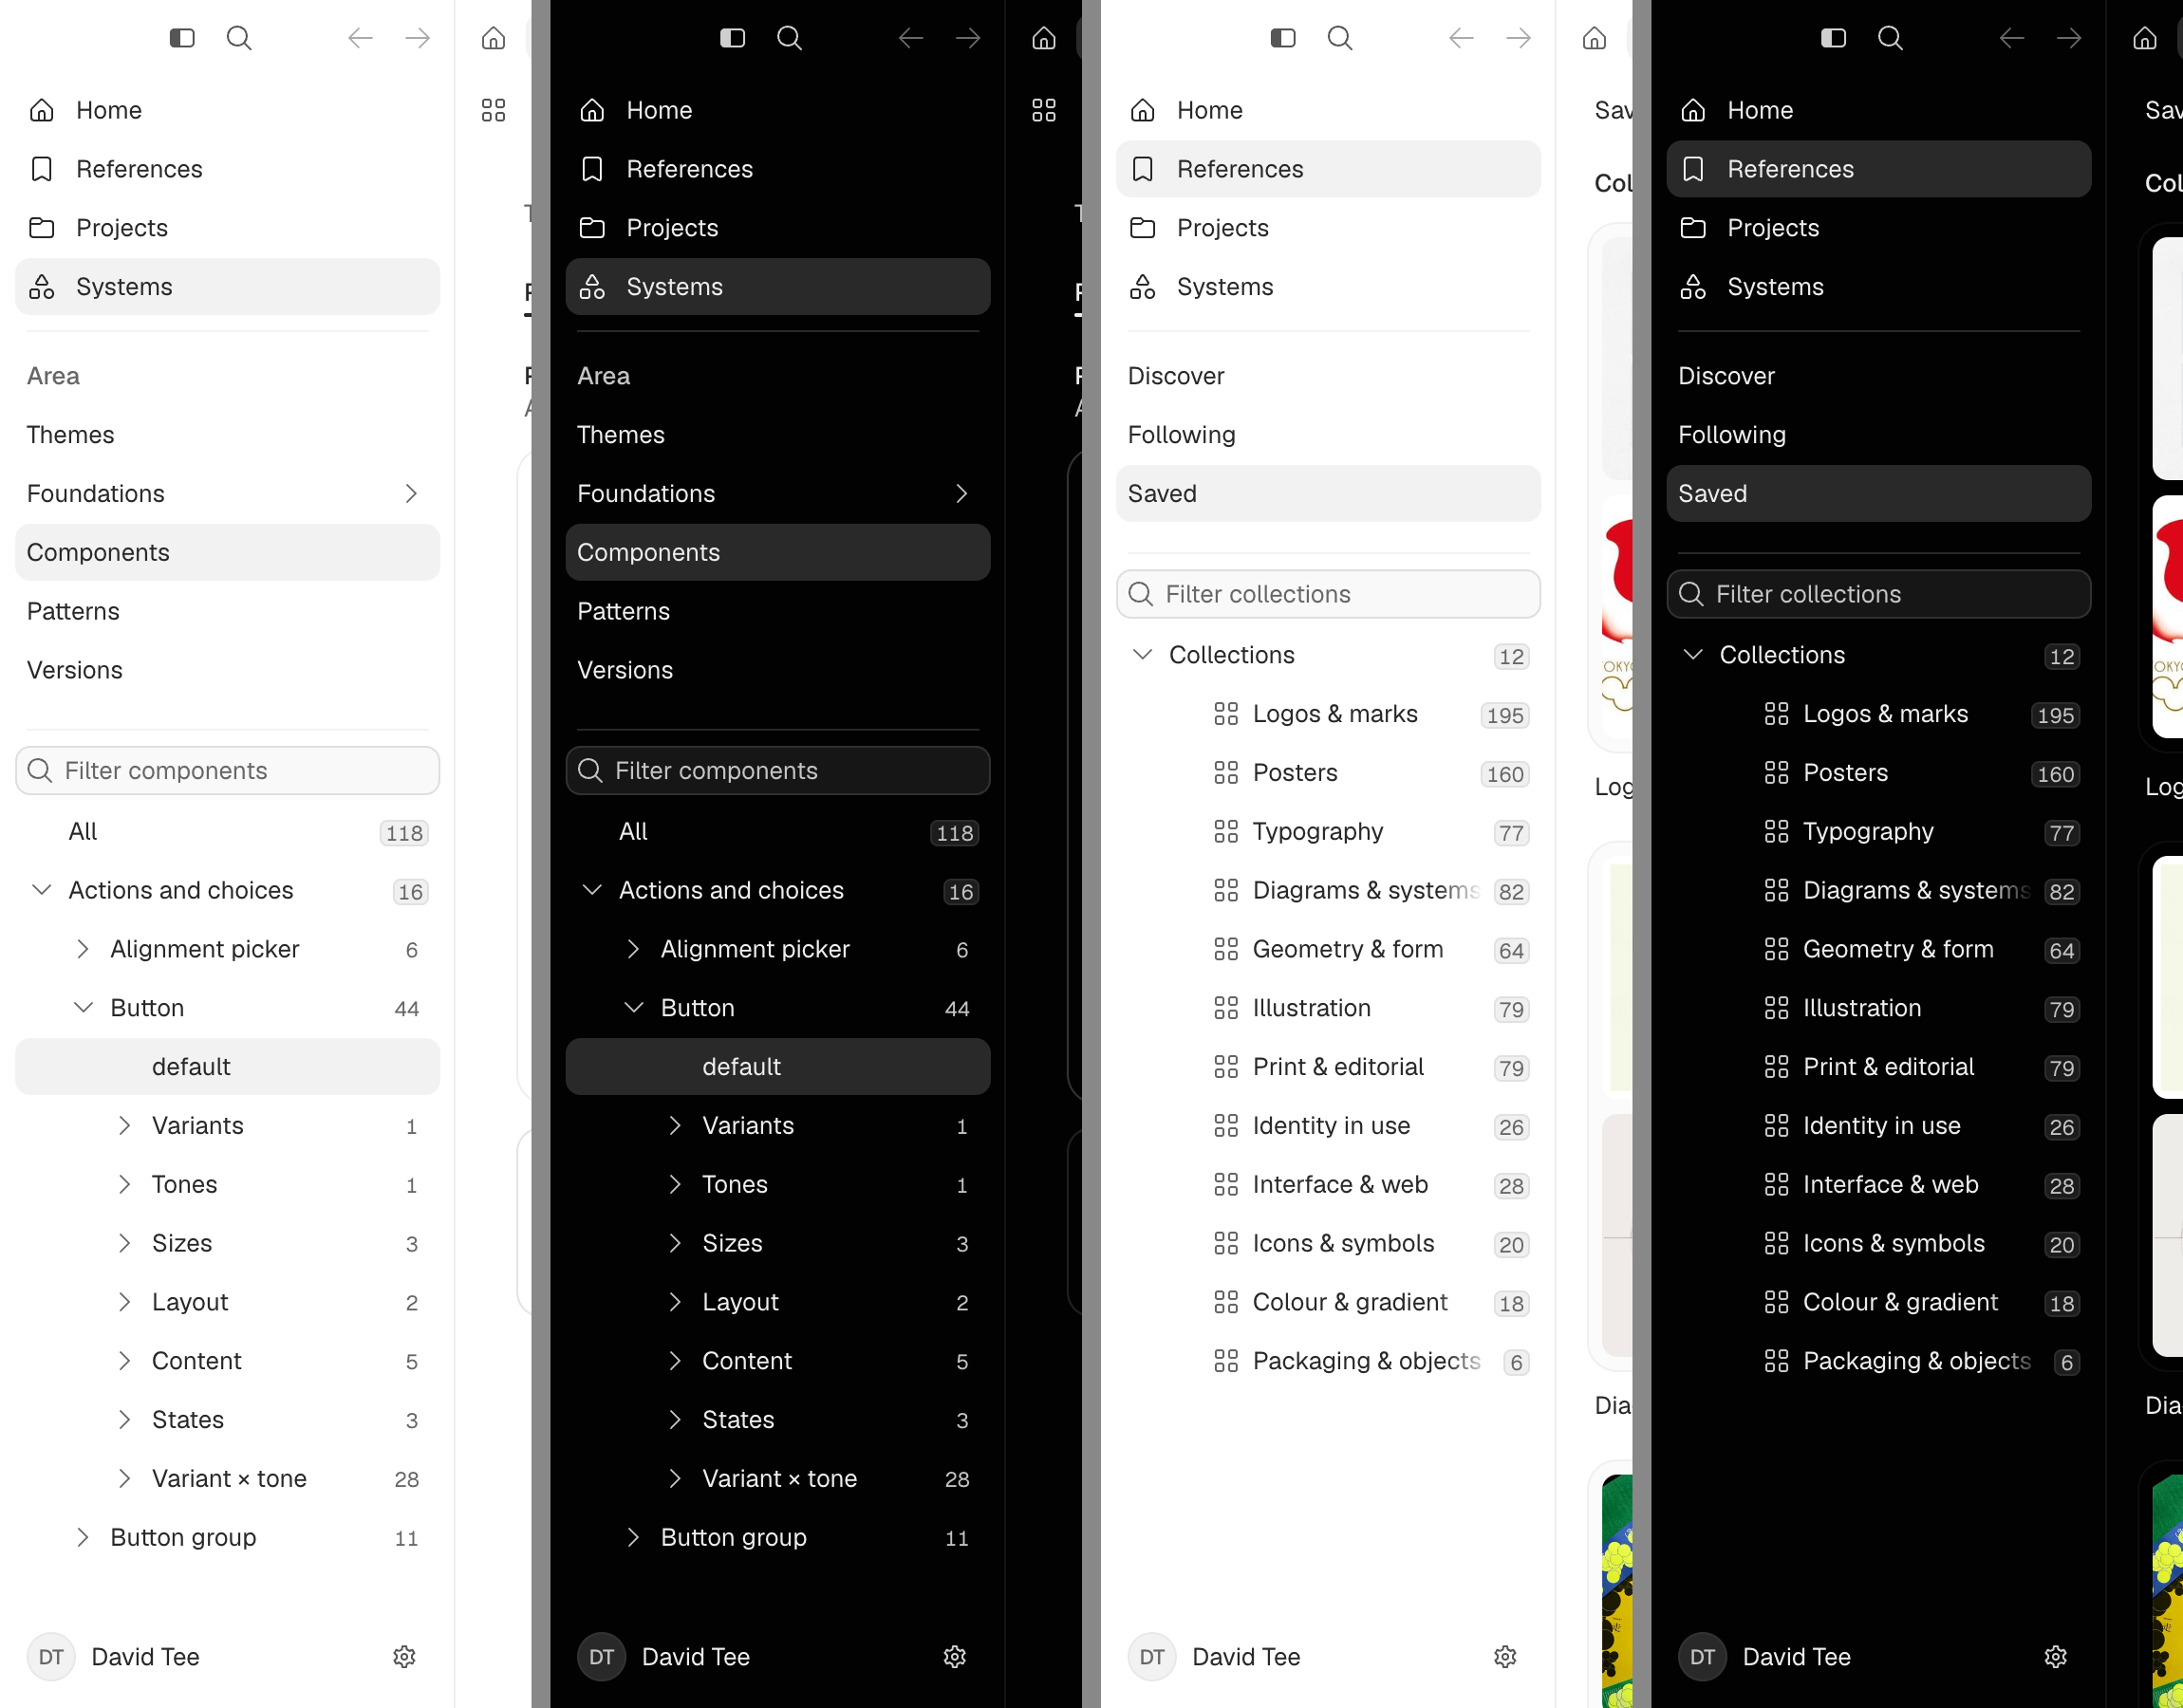 Home
References
Projects
Systems
Area
Themes
Foundations
Components
Patterns
Versions
Filter components
All 118
Actions and choices 16
Alignment picker 6
Button 44
default
Variants 1
Tones 1
Sizes 3
Layout 2
Content 5
States 3
Variant × tone 28
Button group 11
DT David Tee
Home
References
Projects
Systems
Area
Themes
Foundations
Components
Patterns
Versions
Filter components
All 118
Actions and choices 16
Alignment picker 6
Button 44
default
Variants 1
Tones 1
Sizes 3
Layout 2
Content 5
States 3
Variant × tone 28
Button group 11
DT David Tee
Home
References
Projects
Systems
Discover
Following
Saved
Filter collections
Collections 12
Logos & marks 195
Posters 160
Typography 77
Diagrams & systems 82
Geometry & form 64
Illustration 79
Print & editorial 79
Identity in use 26
Interface & web 28
Icons & symbols 20
Colour & gradient 18
Packaging & objects 6
DT David Tee
Sav
Col
Log
Dia
Home
References
Projects
Systems
Discover
Following
Saved
Filter collections
Collections 12
Logos & marks 195
Posters 160
Typography 77
Diagrams & systems 82
Geometry & form 64
Illustration 79
Print & editorial 79
Identity in use 26
Interface & web 28
Icons & symbols 20
Colour & gradient 18
Packaging & objects 6
DT David Tee
Sav
Col
Log
Dia